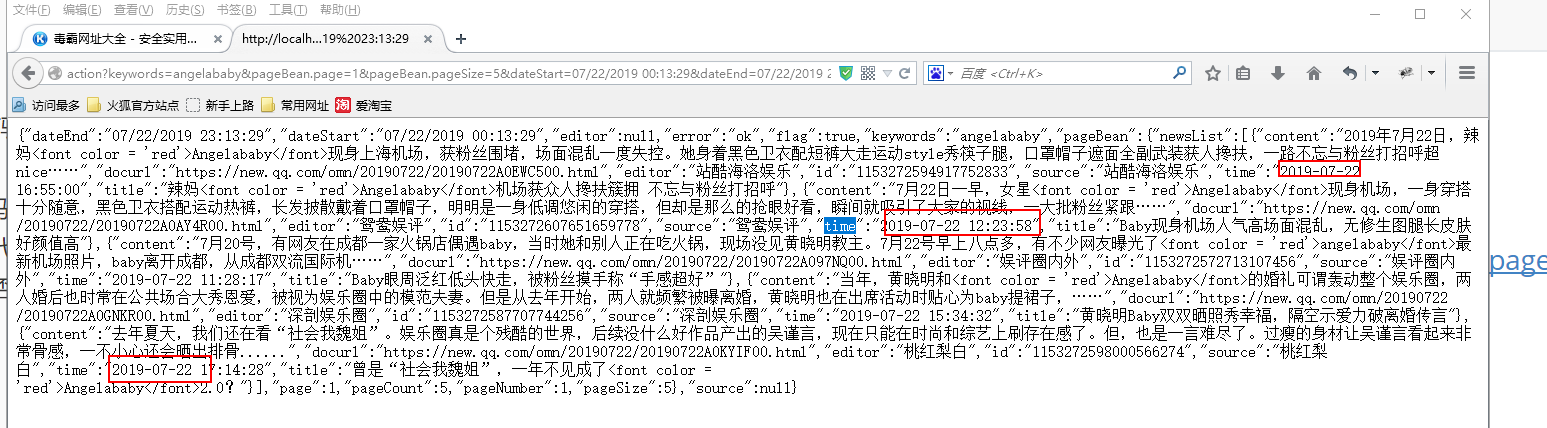 文件(F) 编辑(E) 查看(V) 历史(S) 书签(B) 工具(T) 帮助(H)
毒霸网址大全 - 安全实用... × http://localh...19%2023:13:29 × +
action?keywords=angelababy&pageBean.page=1&pageBean.pageSize=5&dateStart=07/22/2019 00:13:29&dateEnd=07/22/2019 2 百度 <Ctrl+K>
访问最多 火狐官方站点 新手上路 常用网址 淘 爱淘宝
{"dateEnd":"07/22/2019 23:13:29","dateStart":"07/22/2019 00:13:29","editor":null,"error":"ok","flag":true,"keywords":"angelababy","pageBean":{"newsList":[{"content":"2019年7月22日，辣
妈<font color = 'red'>Angelababy</font>现身上海机场，获粉丝围堵，场面混乱一度失控。她身着黑色卫衣配短裤大走运动style秀筷子腿，口罩帽子遮面全副武装获人搀扶，一路不忘与粉丝打招呼超
nice……","docurl":"https://new.qq.com/omn/20190722/20190722A0EWC500.html","editor":"站酷海洛娱乐","id":"1153272594917752833","source":"站酷海洛娱乐","time":"2019-07-22
16:55:00","title":"辣妈<font color = 'red'>Angelababy</font>机场获众人搀扶簇拥 不忘与粉丝打招呼"},{"content":"7月22日一早，女星<font color = 'red'>Angelababy</font>现身机场，一身穿搭
十分随意，黑色卫衣搭配运动热裤，长发披散戴着口罩帽子，明明是一身低调悠闲的穿搭，但却是那么的抢眼好看，瞬间就吸引了大家的视线，一大批粉丝紧跟……","docurl":"https://new.qq.com/omn
/20190722/20190722A0AY4R00.html","editor":"鸳鸯娱评","id":"1153272607651659778","source":"鸳鸯娱评","time":"2019-07-22 12:23:58","title":"Baby现身机场人气高场面混乱，无修生图腿长皮肤
好颜值高"},{"content":"7月20号，有网友在成都一家火锅店偶遇baby，当时她和别人正在吃火锅，现场没见黄晓明教主。7月22号早上八点多，有不少网友曝光了<font color = 'red'>angelababy</font>最
新机场照片，baby离开成都，从成都双流国际机……","docurl":"https://new.qq.com/omn/20190722/20190722A097NQ00.html","editor":"娱评圈内外","id":"1153272572713107456","source":"娱评圈内
外","time":"2019-07-22 11:28:17","title":"Baby眼周泛红低头快走，被粉丝摸手称“手感超好”"},{"content":"当年，黄晓明和<font color = 'red'>Angelababy</font>的婚礼可谓轰动整个娱乐圈，两
人婚后也时常在公共场合大秀恩爱，被视为娱乐圈中的模范夫妻。但是从去年开始，两人就频繁被曝离婚，黄晓明也在出席活动时贴心为baby提裙子，……","docurl":"https://new.qq.com/omn/20190722
/20190722A0GNKR00.html","editor":"深剖娱乐圈","id":"1153272587707744256","source":"深剖娱乐圈","time":"2019-07-22 15:34:32","title":"黄晓明Baby双双晒照秀幸福，隔空示爱力破离婚传言"},
{"content":"去年夏天，我们还在看“社会我魏姐”。娱乐圈真是个残酷的世界，后续没什么好作品产出的吴谨言，现在只能在时尚和综艺上刷存在感了。但，也是一言难尽了。过瘦的身材让吴谨言看起来非
常骨感，一不小心还会晒出排骨......","docurl":"https://new.qq.com/omn/20190722/20190722A0KYIF00.html","editor":"桃红梨白","id":"1153272598000566274","source":"桃红梨
白","time":"2019-07-22 17:14:28","title":"曾是“社会我魏姐”，一年不见成了<font color =
'red'>Angelababy</font>2.0？"}],"page":1,"pageCount":5,"pageNumber":1,"pageSize":5},"source":null}
page